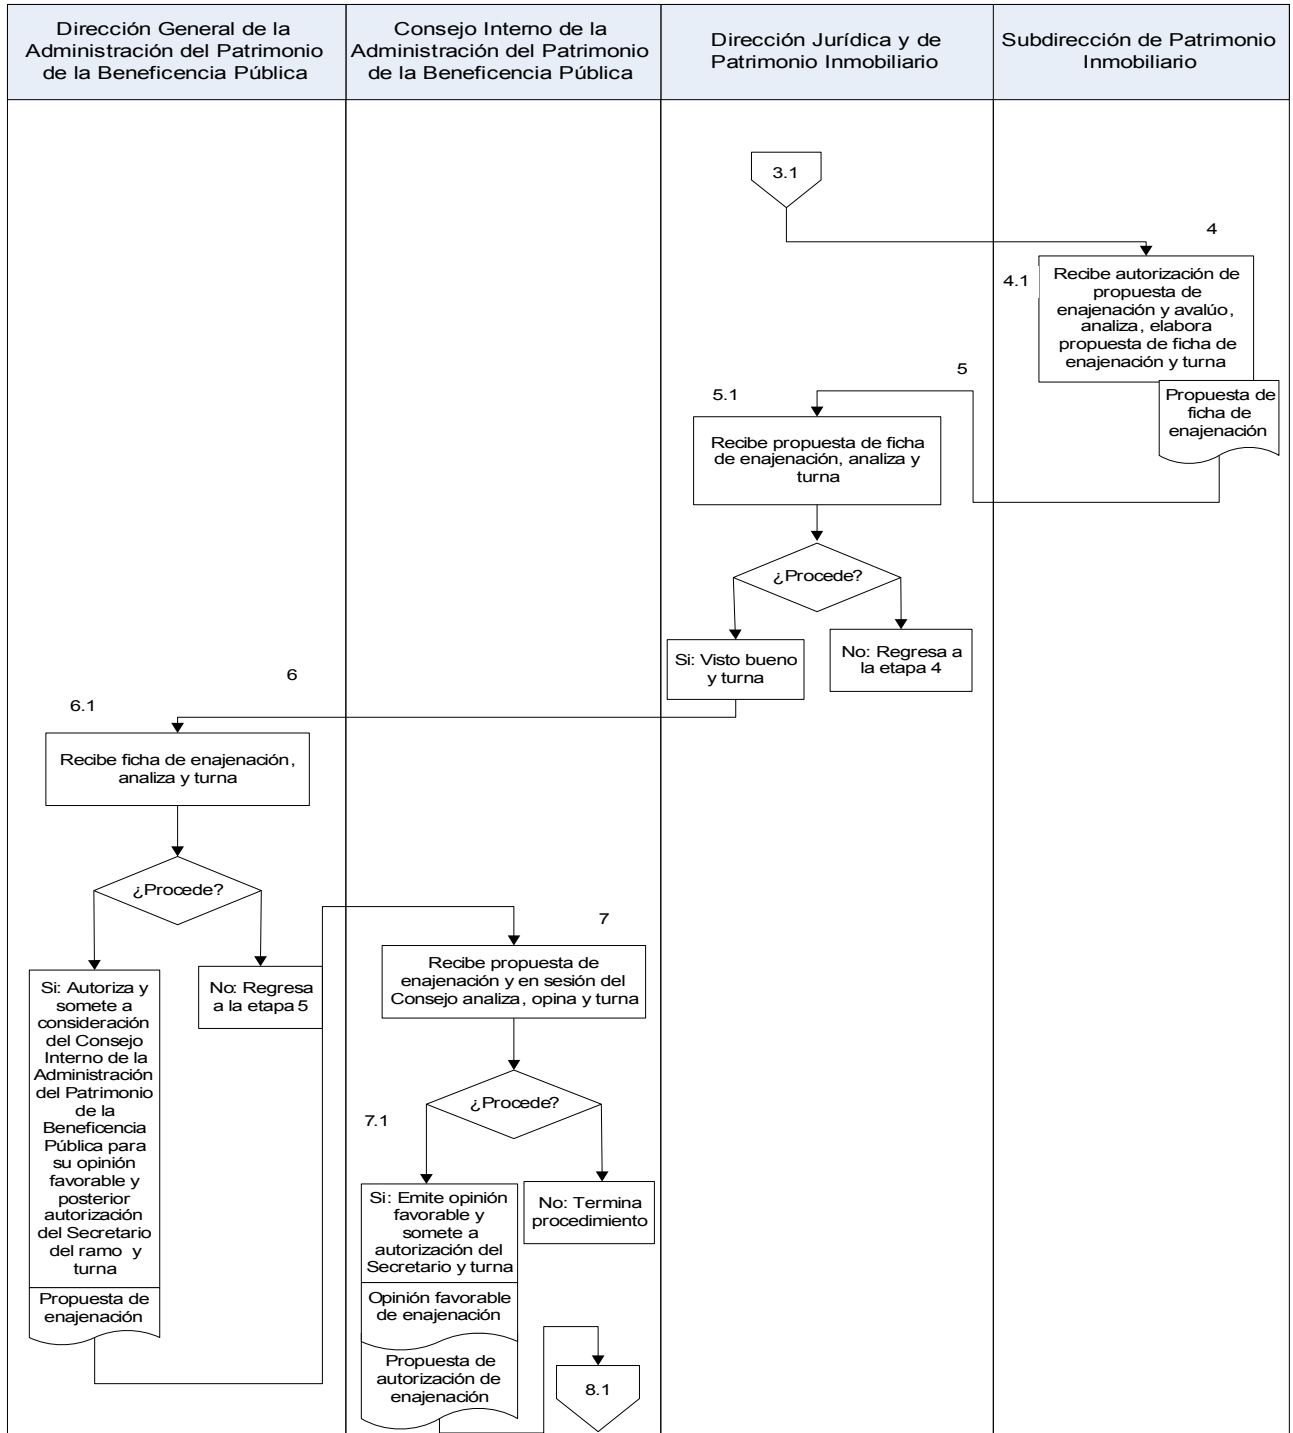 Dirección General de la
Administración del Patrimonio
de la Beneficencia Pública
Consejo Interno de la
Administración del Patrimonio
de la Beneficencia Pública
Dirección Jurídica y de
Patrimonio Inmobiliario
Subdirección de Patrimonio
Inmobiliario
3.1
4
4.1
Recibe autorización de
propuesta de
enajenación y avalúo,
analiza, elabora
propuesta de ficha de
enajenación y turna
Propuesta de
ficha de
enajenación
5
5.1
Recibe propuesta de ficha
de enajenación, analiza y
turna
¿Procede?
Si: Visto bueno
y turna
No: Regresa a
la etapa 4
6
6.1
Recibe ficha de enajenación,
analiza y turna
¿Procede?
Si: Autoriza y
somete a
consideración
del Consejo
Interno de la
Administración
del Patrimonio
de la
Beneficencia
Pública para
su opinión
favorable y
posterior
autorización
del Secretario
del ramo y
turna
Propuesta de
enajenación
No: Regresa
a la etapa 5
7
Recibe propuesta de
enajenación y en sesión del
Consejo analiza, opina y turna
¿Procede?
7.1
Si: Emite opinión
favorable y
somete a
autorización del
Secretario y turna
Opinión favorable
de enajenación
Propuesta de
autorización de
enajenación
No: Termina
procedimiento
8.1